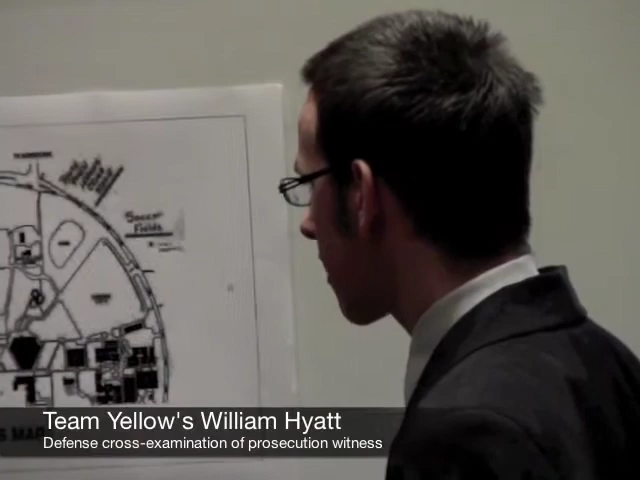 Soccer
Fields
Team Yellow's William Hyatt
Defense cross-examination of prosecution witness